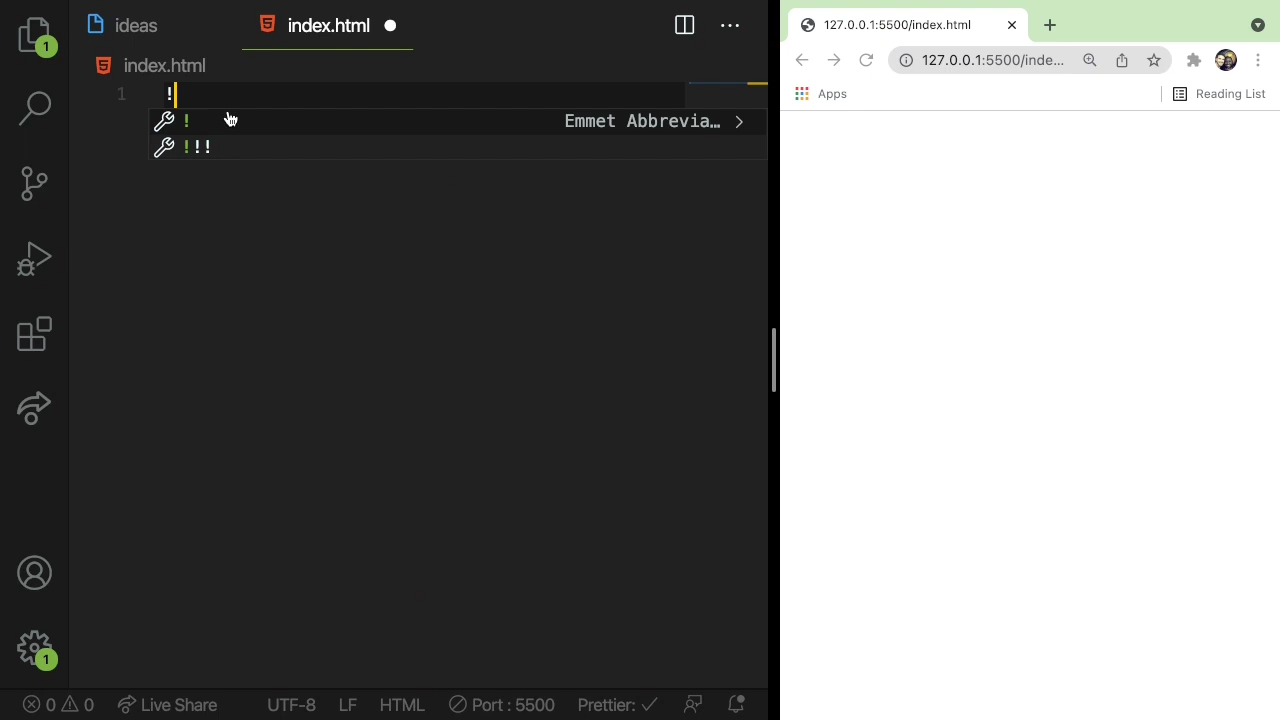 1
ideas
index.html
index.html
1
!
!
Emmet Abbrevia…
!!!
1
0 0
Live Share
UTF-8
LF
HTML
Port : 5500
Prettier:
127.0.0.1:5500/index.html
127.0.0.1:5500/inde...
Apps
Reading List